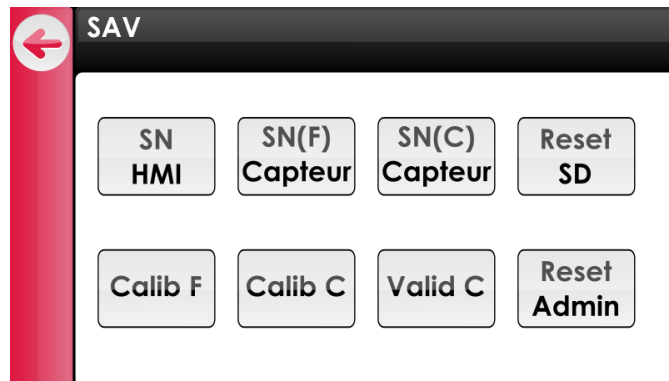 SAV
SN
HMI
SN(F)
Capteur
SN(C)
Capteur
Reset
SD
Calib F
Calib C
Valid C
Reset
Admin